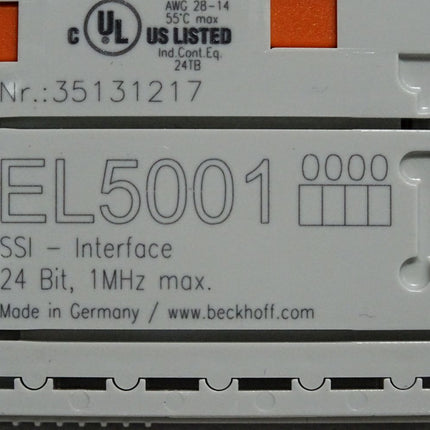 AWG 28-14
55°C max
c UL US LISTED
Ind.Cont.Eq.
24TB
Nr.:35131217
EL5001 0000
SSI - Interface
24 Bit, 1MHz max.
Made in Germany / www.beckhoff.com